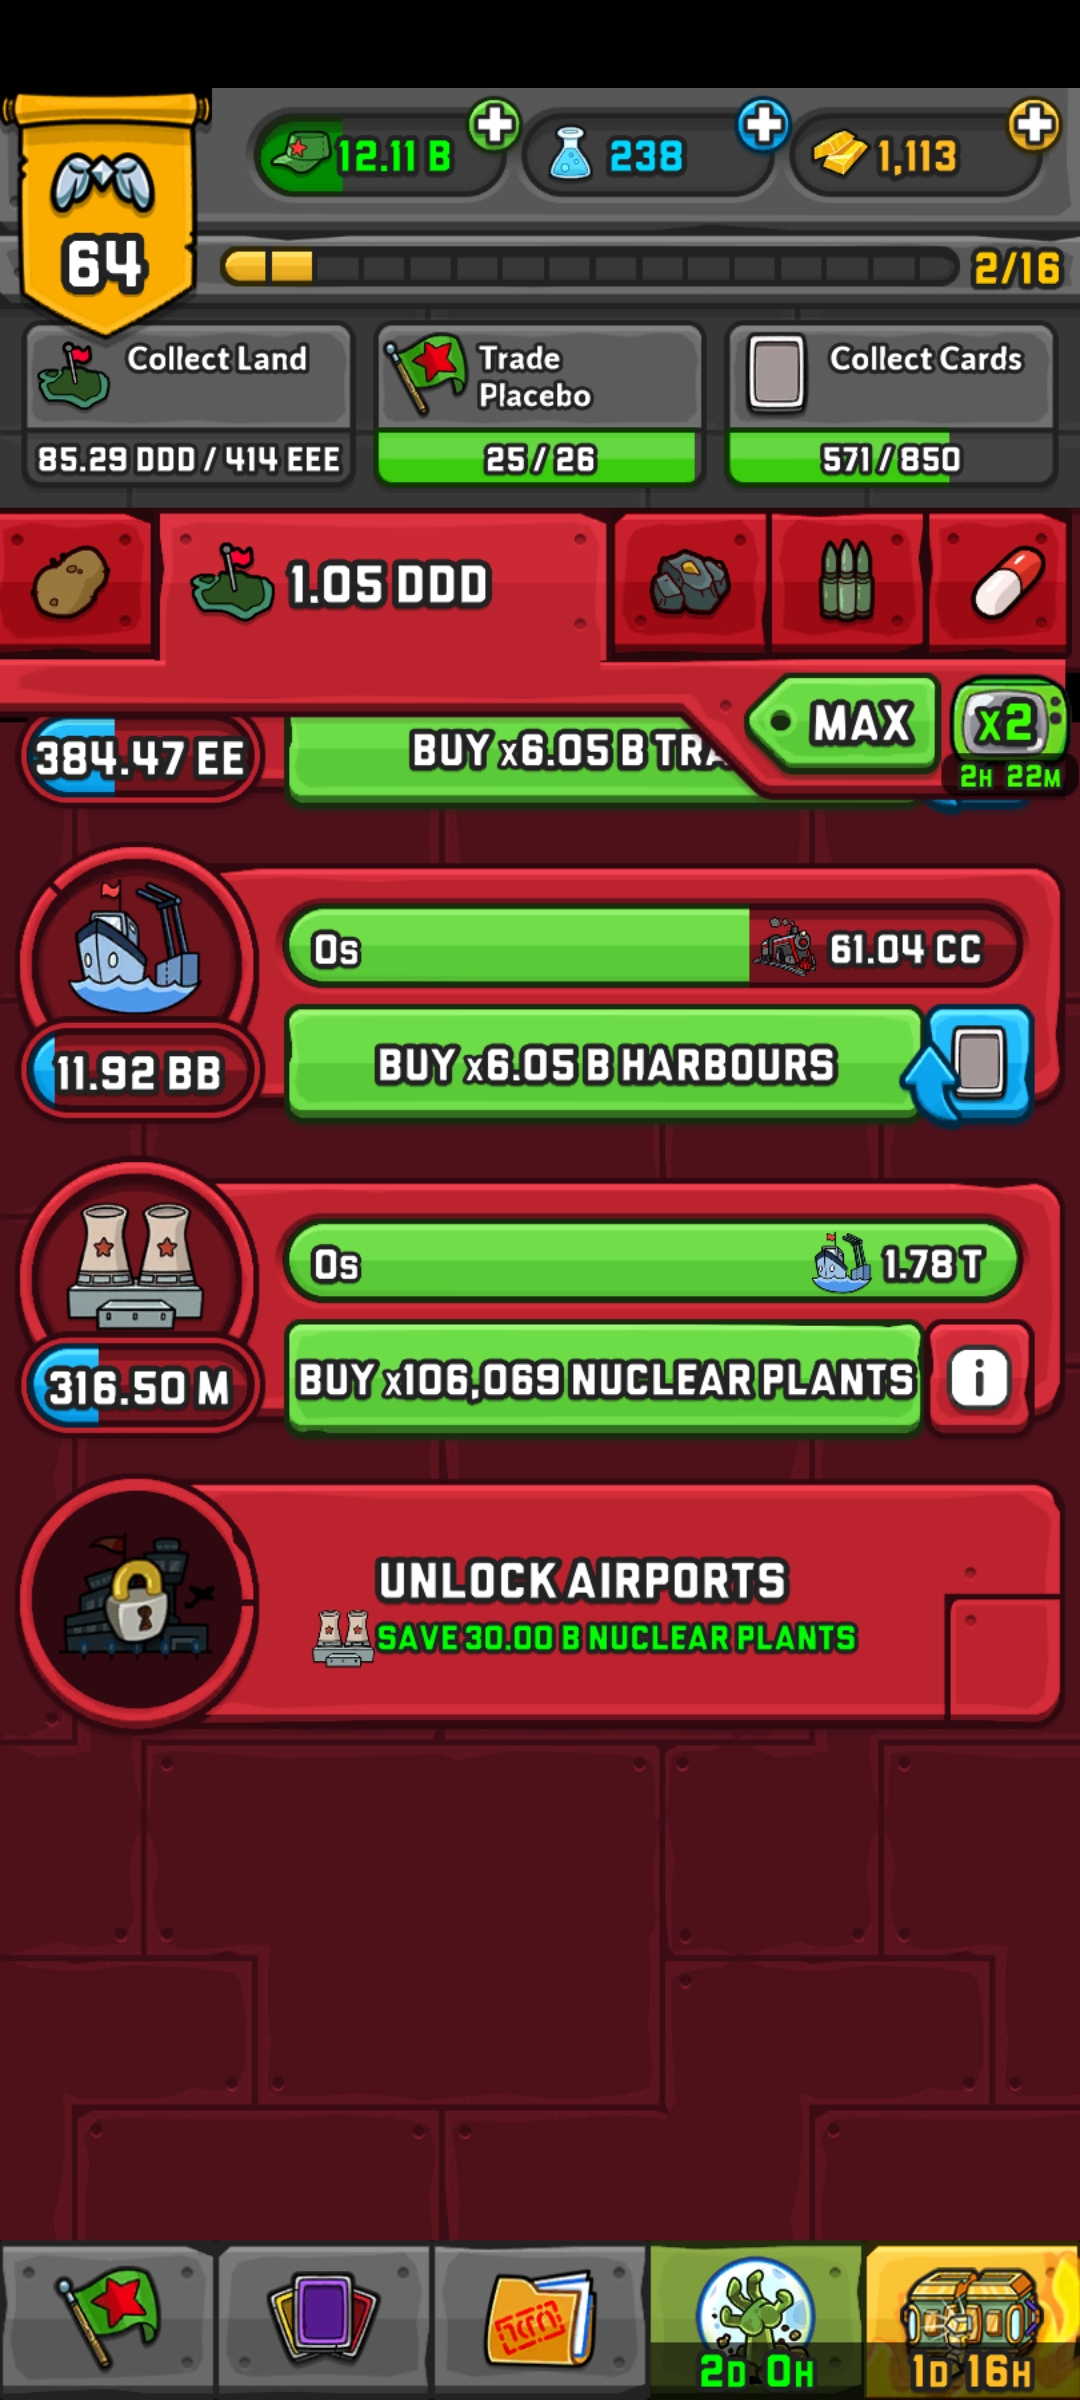 64
12.11 B
238
1,113
2/16
Collect Land
85.29 DDD / 414 EEE
Trade
Placebo
25 / 26
Collect Cards
571 / 850
1.05 DDD
MAX
x2
2H 22M
384.47 EE
BUY x6.05 B TRA
0s
61.04 CC
11.92 BB
BUY x6.05 B HARBOURS
0s
1.78 T
316.50 M
BUY x106,069 NUCLEAR PLANTS
i
UNLOCK AIRPORTS
SAVE 30.00 B NUCLEAR PLANTS
2D 0H
1D 16H